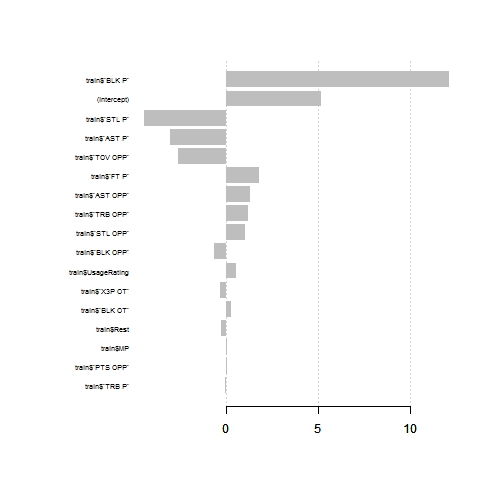 train$`BLK P`
(Intercept)
train$`STL P`
train$`AST P`
train$`TOV OPP`
train$`FT P`
train$`AST OPP`
train$`TRB OPP`
train$`STL OPP`
train$`BLK OPP`
train$UsageRating
train$`X3P OT`
train$`BLK OT`
train$Rest
train$MP
train$`PTS OPP`
train$`TRB P`
0 5 10